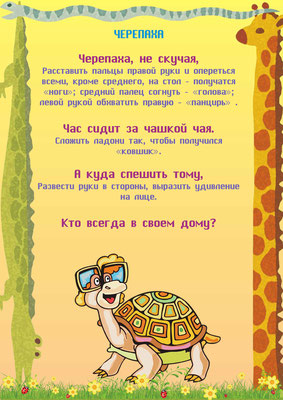 ЧЕРЕПАХА
Черепаха, не скучая,
Расставить пальцы правой руки и опереться
всеми, кроме среднего, на стол - получатся
«ноги»; средний палец согнуть - «голова»;
левой рукой обхватить правую - «панцирь» .
Час сидит за чашкой чая.
Сложить ладони так, чтобы получился
«ковшик».
А куда спешить тому,
Развести руки в стороны, выразить удивление
на лице.
Кто всегда в своем дому?